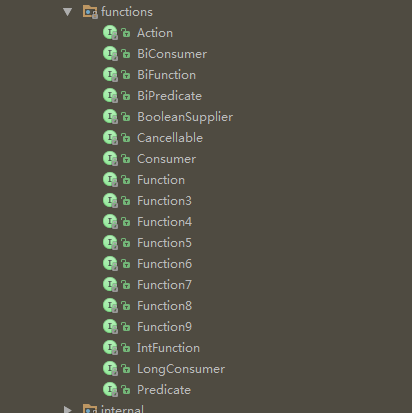 functions
Action
BiConsumer
BiFunction
BiPredicate
BooleanSupplier
Cancellable
Consumer
Function
Function3
Function4
Function5
Function6
Function7
Function8
Function9
IntFunction
LongConsumer
Predicate
internal